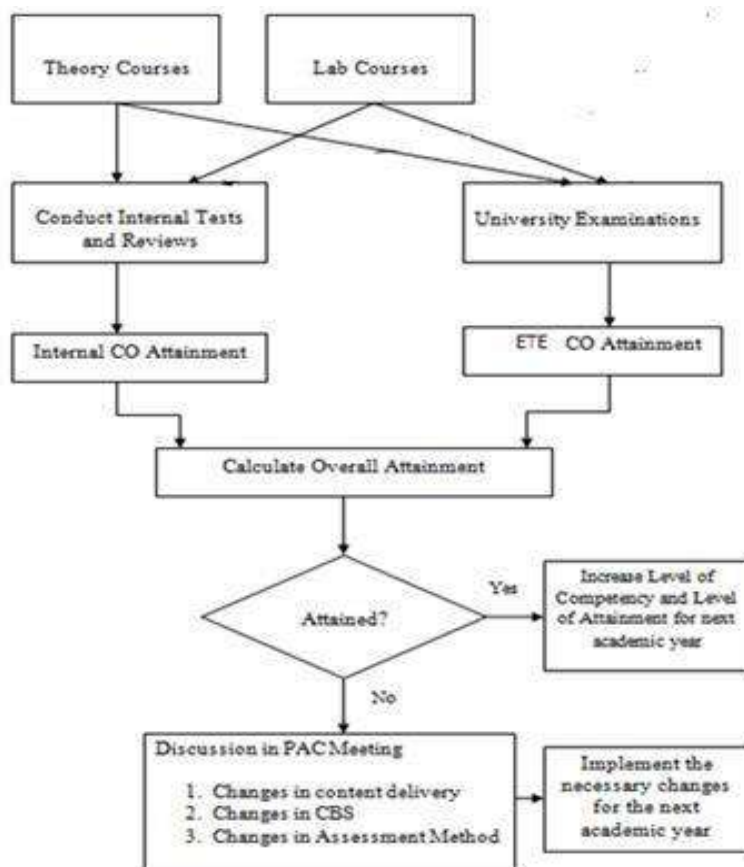 Theory Courses
Lab Courses
Conduct Internal Tests
and Reviews
University Examinations
Internal CO Attainment
ETE CO Attainment
Calculate Overall Attainment
Attained?
Yes
Increase Level of
Competency and Level
of Attainment for next
academic year
No
Discussion in PAC Meeting
1. Changes in content delivery
2. Changes in CBS
3. Changes in Assessment Method
Implement the
necessary changes
for the next
academic year